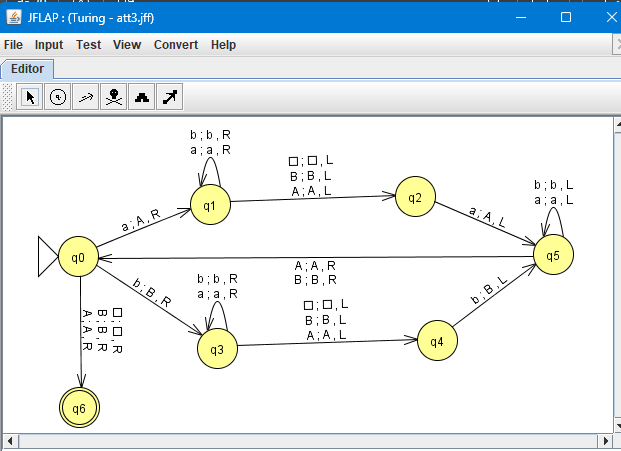 JFLAP : (Turing - att3.jff)
File Input Test View Convert Help
Editor
b ; b , R
a ; a , R
q1
□ ; □ , L
B ; B , L
A ; A , L
q2
a ; A , R
a ; A , L
b ; b , L
a ; a , L
q5
q0
A ; A , R
B ; B , R
b ; B , R
b ; b , R
a ; a , R
q3
□ ; □ , L
B ; B , L
A ; A , L
q4
b ; B , L
□ ; □ , R
B ; B , R
A ; A , R
q6